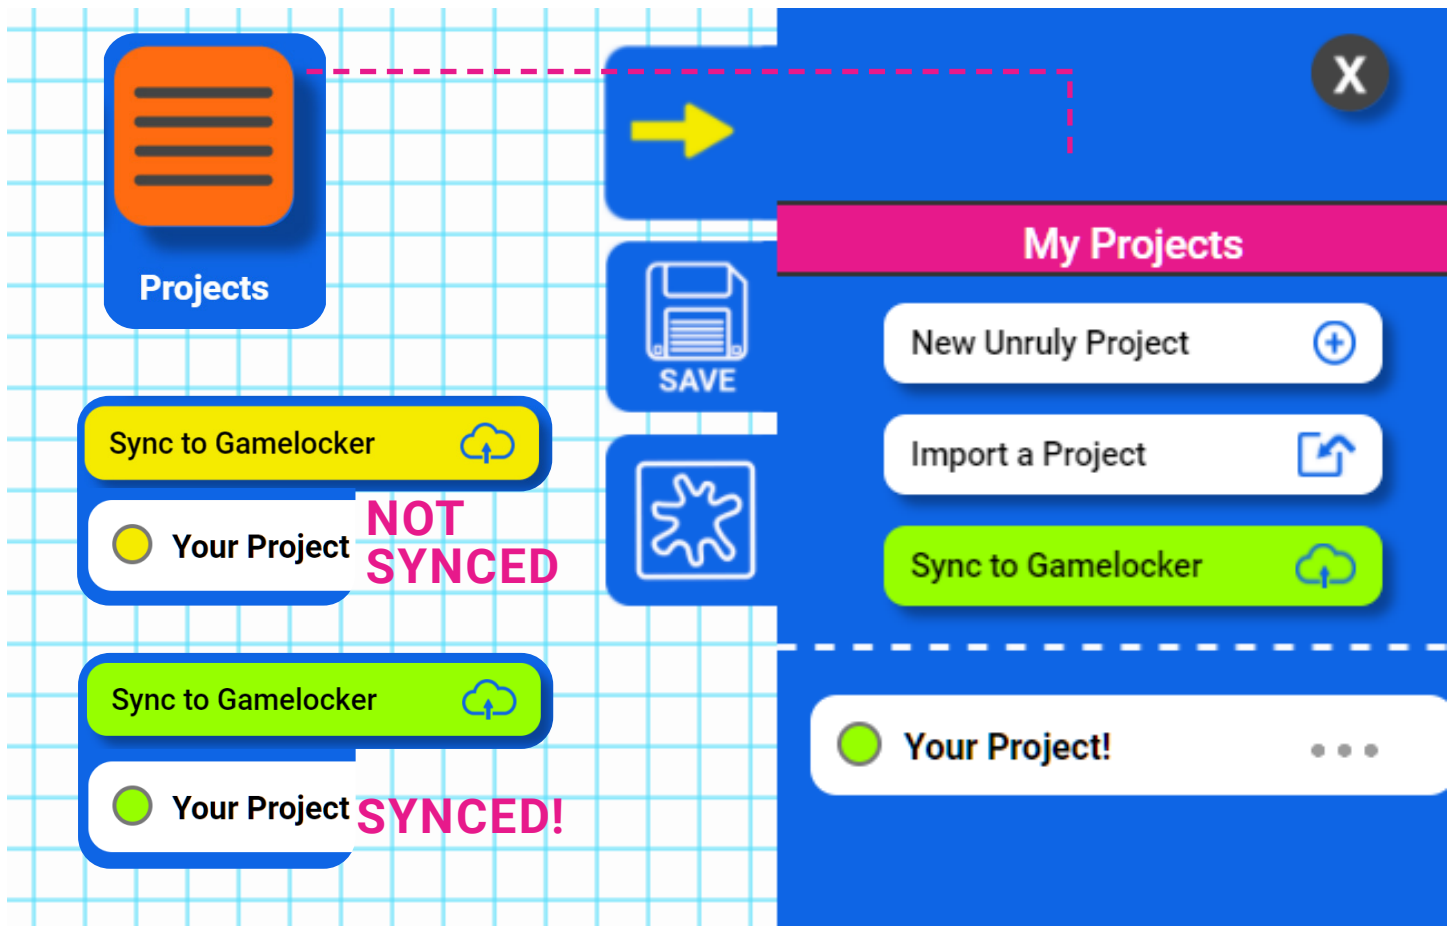 Projects
Sync to Gamelocker
Your Project
NOT
SYNCED
Sync to Gamelocker
Your Project
SYNCED!
SAVE
X
My Projects
New Unruly Project
Import a Project
Sync to Gamelocker
Your Project!